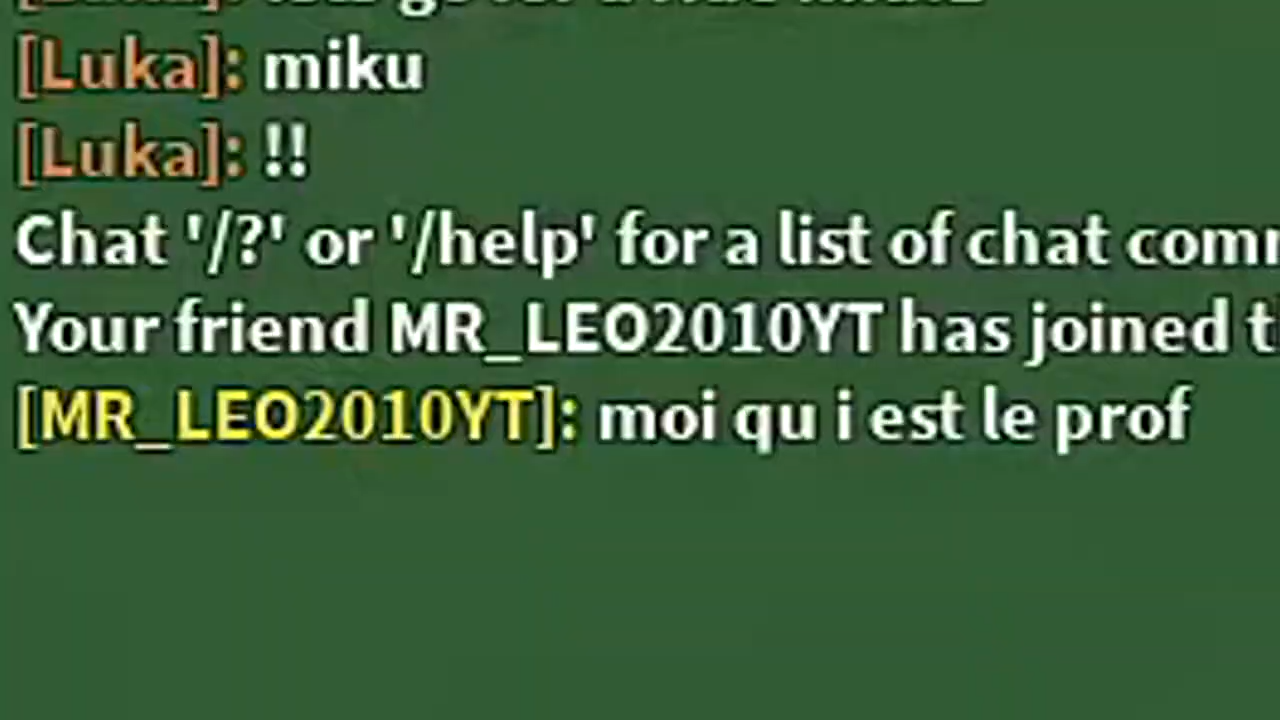 [Luka]: miku
[Luka]: !!
Chat '/?' or '/help' for a list of chat
Your friend MR_LEO2010YT has joined
[MR_LEO2010YT]: moi qu i est le prof